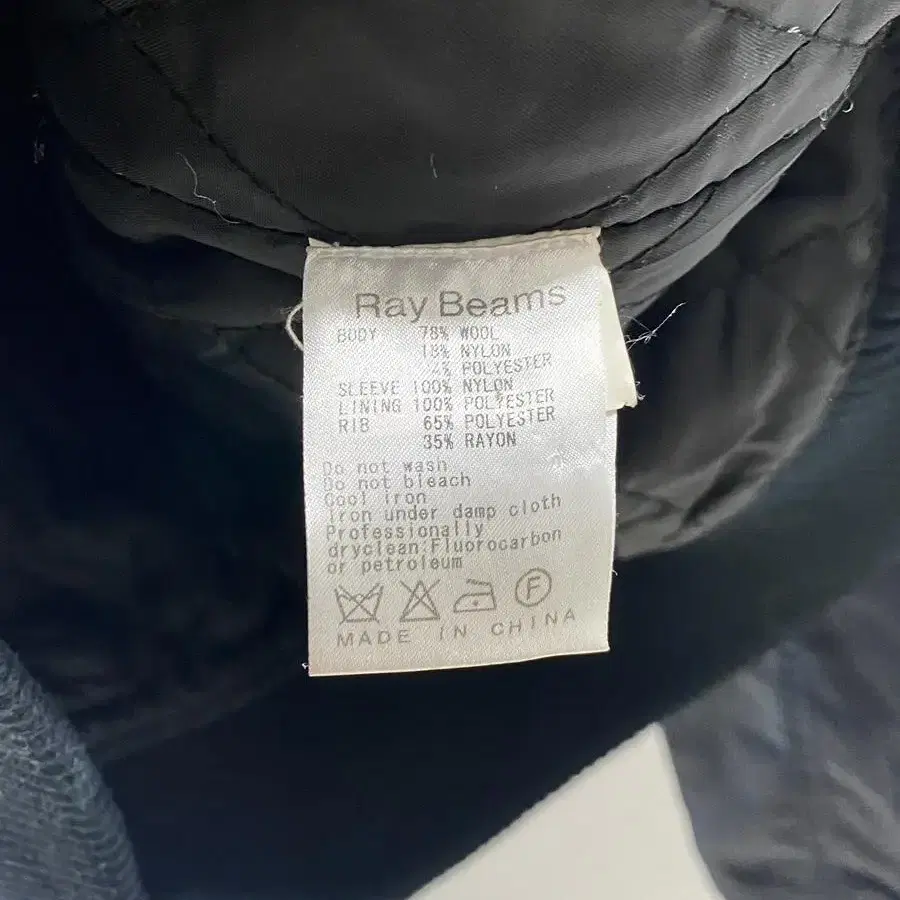 Ray Beams
BODY 78% WOOL
18% NYLON
4% POLYESTER
SLEEVE 100% NYLON
LINING 100% POLYESTER
RIB 65% POLYESTER
35% RAYON
Do not wash
Do not bleach
Cool iron
Iron under damp cloth
Professionally
dryclean:Fluorocarbon
or petroleum
F
MADE IN CHINA